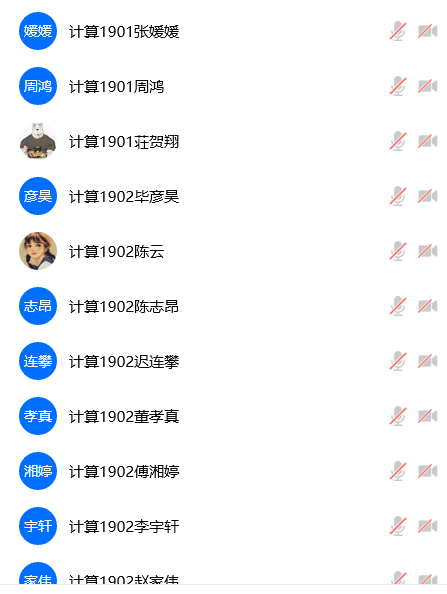 媛媛 计算1901张媛媛
周鸿 计算1901周鸿
计算1901荘贺翔
彦昊 计算1902毕彦昊
计算1902陈云
志昂 计算1902陈志昂
连攀 计算1902迟连攀
孝真 计算1902董孝真
湘婷 计算1902傅湘婷
宇轩 计算1902李宇轩
家伟 计算1902赵家伟